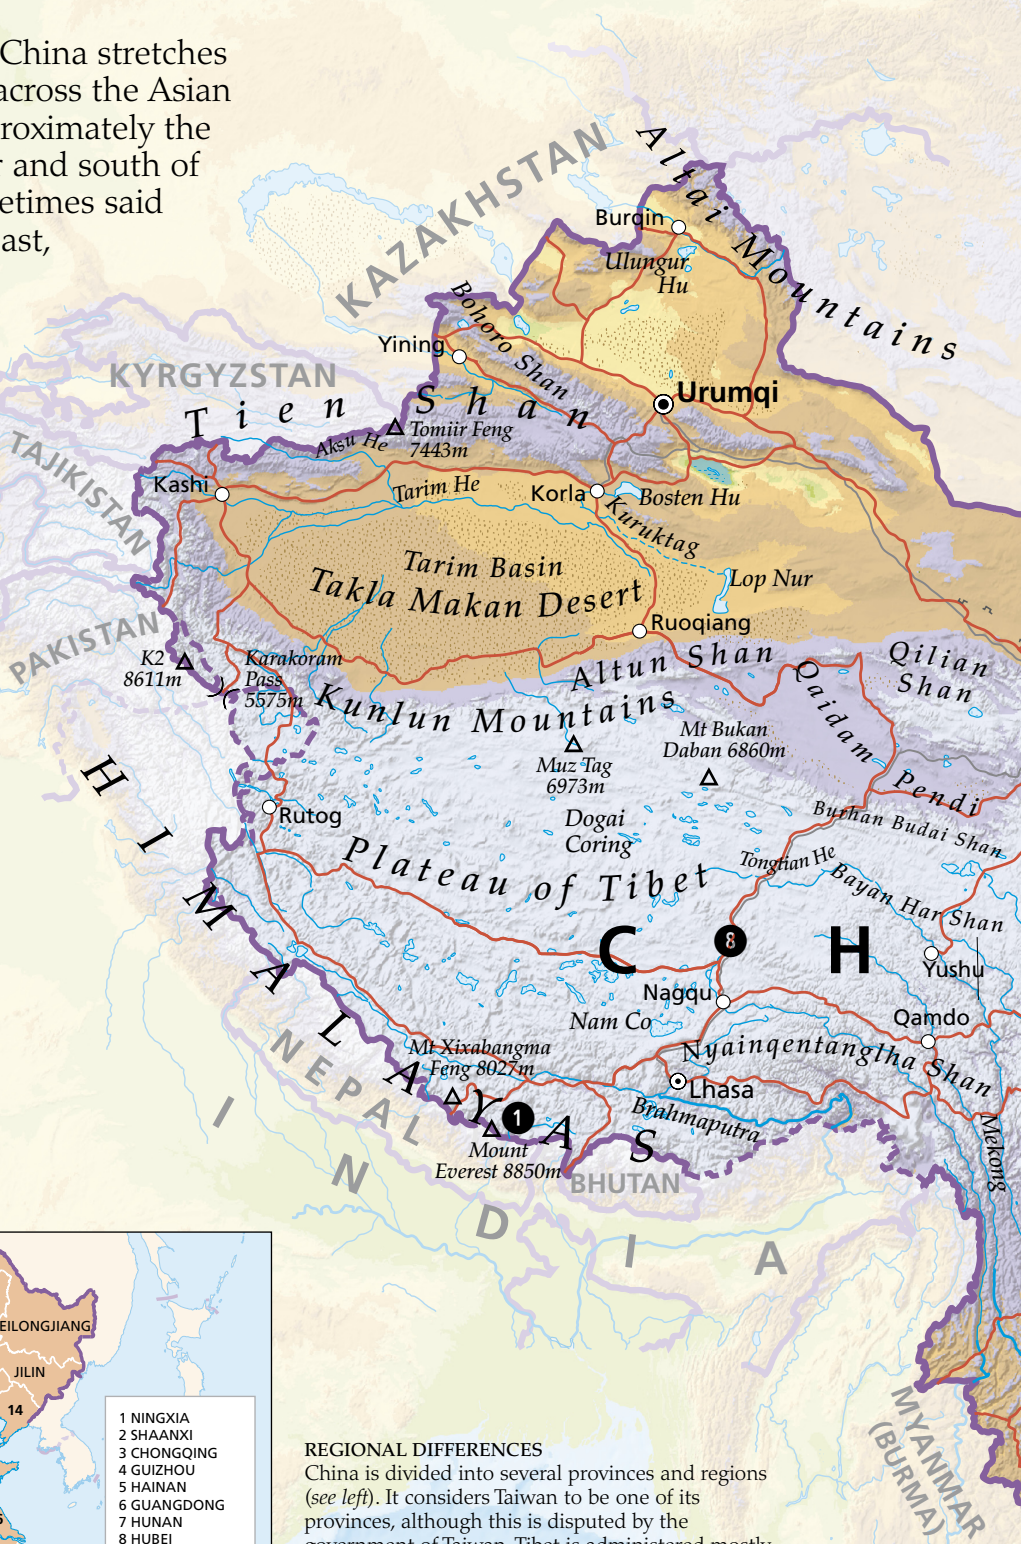 China stretches
across the Asian
roximately the
r and south of
etimes said
ast,
KAZAKHSTAN
Altai Mountains
Burqin
Ulungur
Hu
Bohoro Shan
Yining
KYRGYZSTAN
Tien Shan
Urumqi
Tomiir Feng
7443m
Aksu He
TAJIKISTAN
Kashi
Tarim He
Korla
Bosten Hu
Kuruktag
Tarim Basin
Takla Makan Desert
Lop Nur
Ruoqiang
PAKISTAN
K2
8611m
Karakoram
Pass
5575m
Altun Shan
Qilian
Shan
Kunlun Mountains
Qaidam Pendi
Mt Bukan
Daban 6860m
Muz Tag
6973m
Rutog
Dogai
Coring
Burhan Budai Shan
HIMALAYAS
Plateau of Tibet
Tongtian He
Bayan Har Shan
C H
8
Yushu
Nagqu
Nam Co
Qamdo
Nyainqentanglha Shan
NEPAL
Mt Xixabangma
Feng 8027m
Lhasa
1
Brahmaputra
Mekong
Mount
Everest 8850m
BHUTAN
INDIA
MYANMAR
(BURMA)
EILONGJIANG
JILIN
14
1 NINGXIA
2 SHAANXI
3 CHONGQING
4 GUIZHOU
5 HAINAN
6 GUANGDONG
7 HUNAN
8 HUBEI
REGIONAL DIFFERENCES
China is divided into several provinces and regions
(see left). It considers Taiwan to be one of its
provinces, although this is disputed by the
government of Taiwan. Tibet is administered mostly